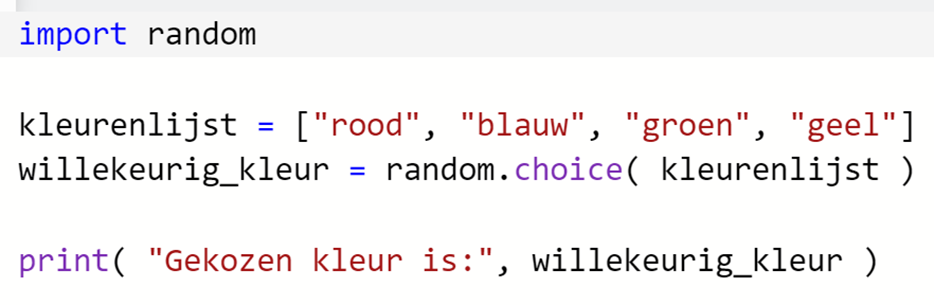 import random
kleurenlijst = ["rood", "blauw", "groen", "geel"]
willekeurig_kleur = random.choice( kleurenlijst )
print( "Gekozen kleur is:", willekeurig_kleur )